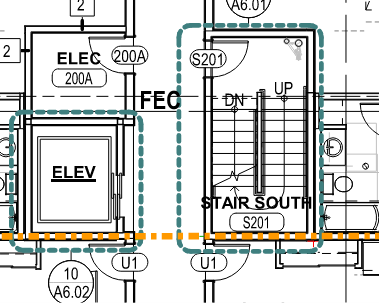 2
A6.01
2
ELEC
200A
200A
S201
FEC
DN
UP
ELEV
STAIR SOUTH
S201
U1
U1
10
A6.02